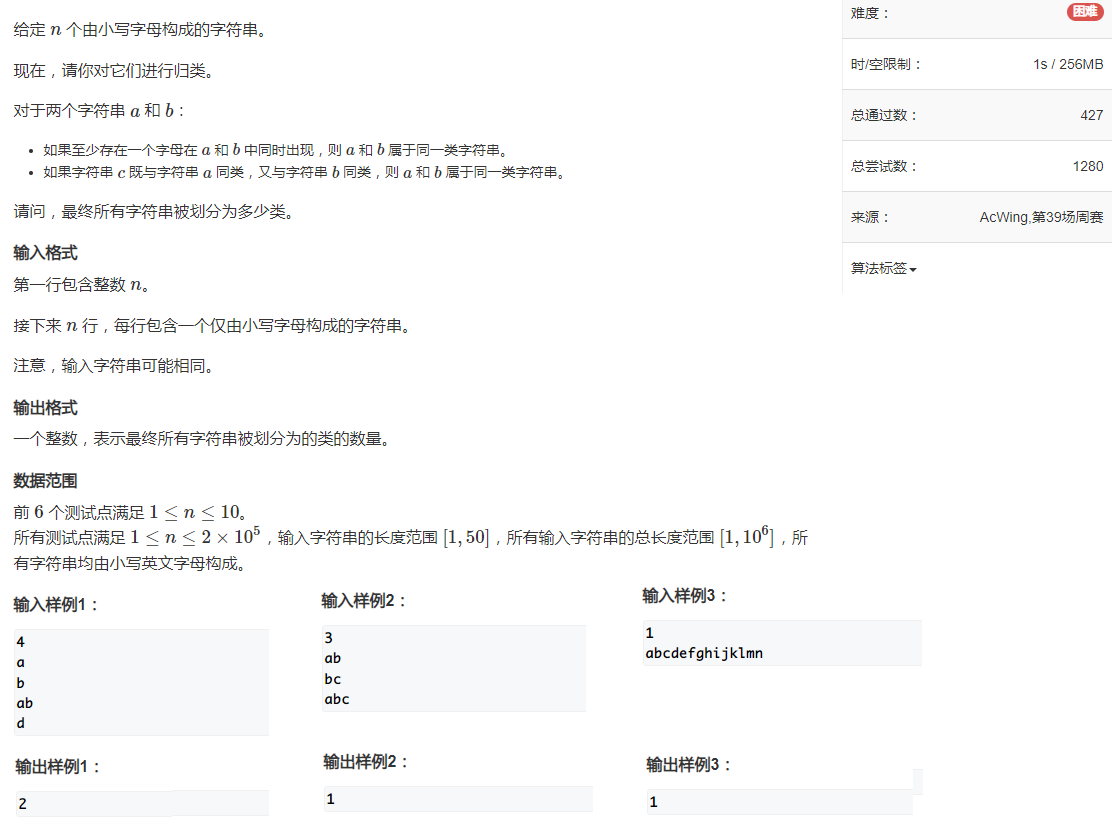 给定 n 个由小写字母构成的字符串。
现在，请你对它们进行归类。
对于两个字符串 a 和 b：
• 如果至少存在一个字母在 a 和 b 中同时出现，则 a 和 b 属于同一类字符串。
• 如果字符串 c 既与字符串 a 同类，又与字符串 b 同类，则 a 和 b 属于同一类字符串。
请问，最终所有字符串被划分为多少类。
输入格式
第一行包含整数 n。
接下来 n 行，每行包含一个仅由小写字母构成的字符串。
注意，输入字符串可能相同。
输出格式
一个整数，表示最终所有字符串被划分为的类的数量。
数据范围
前 6 个测试点满足 1 ≤ n ≤ 10。
所有测试点满足 1 ≤ n ≤ 2 × 10^5，输入字符串的长度范围 [1, 50]，所有输入字符串的总长度范围 [1, 10^6]，所
有字符串均由小写英文字母构成。
输入样例1：
4
a
b
ab
d
输出样例1：
2
输入样例2：
3
ab
bc
abc
输出样例2：
1
输入样例3：
1
abcdefghijklmn
输出样例3：
1
难度： 困难
时/空限制： 1s / 256MB
总通过数： 427
总尝试数： 1280
来源： AcWing,第39场周赛
算法标签